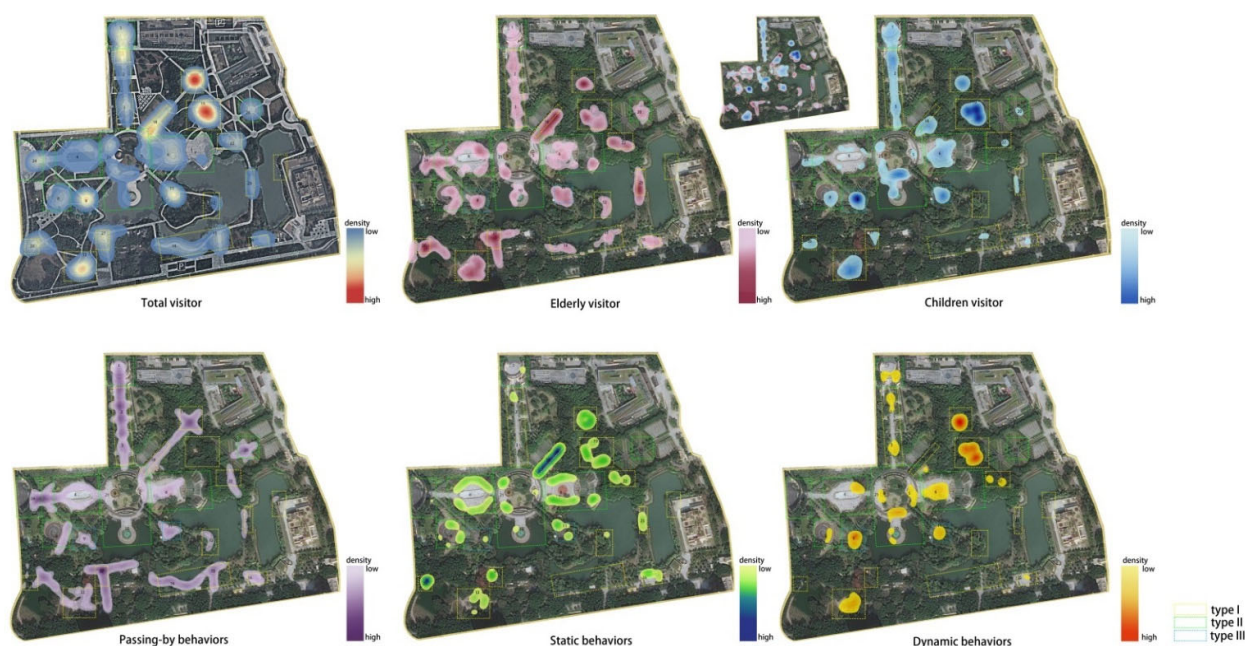 density
low
high
Total visitor
density
low
high
Elderly visitor
density
low
high
Children visitor
density
low
high
Passing-by behaviors
density
low
high
Static behaviors
density
low
high
Dynamic behaviors
type I
type II
type III